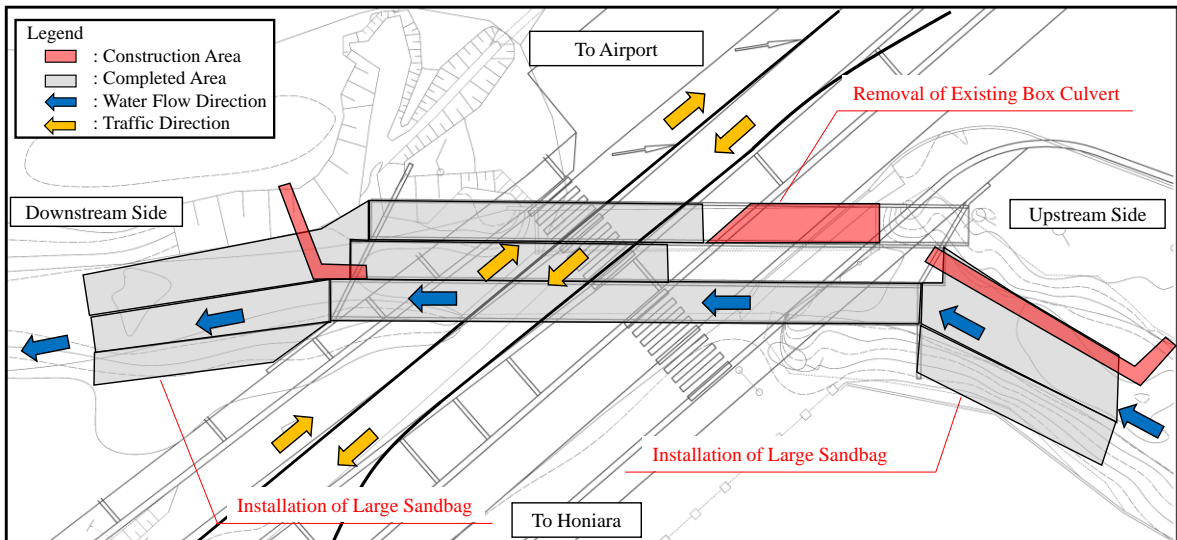 Legend
: Construction Area
: Completed Area
: Water Flow Direction
: Traffic Direction
To Airport
Removal of Existing Box Culvert
Downstream Side
Upstream Side
Installation of Large Sandbag
Installation of Large Sandbag
To Honiara